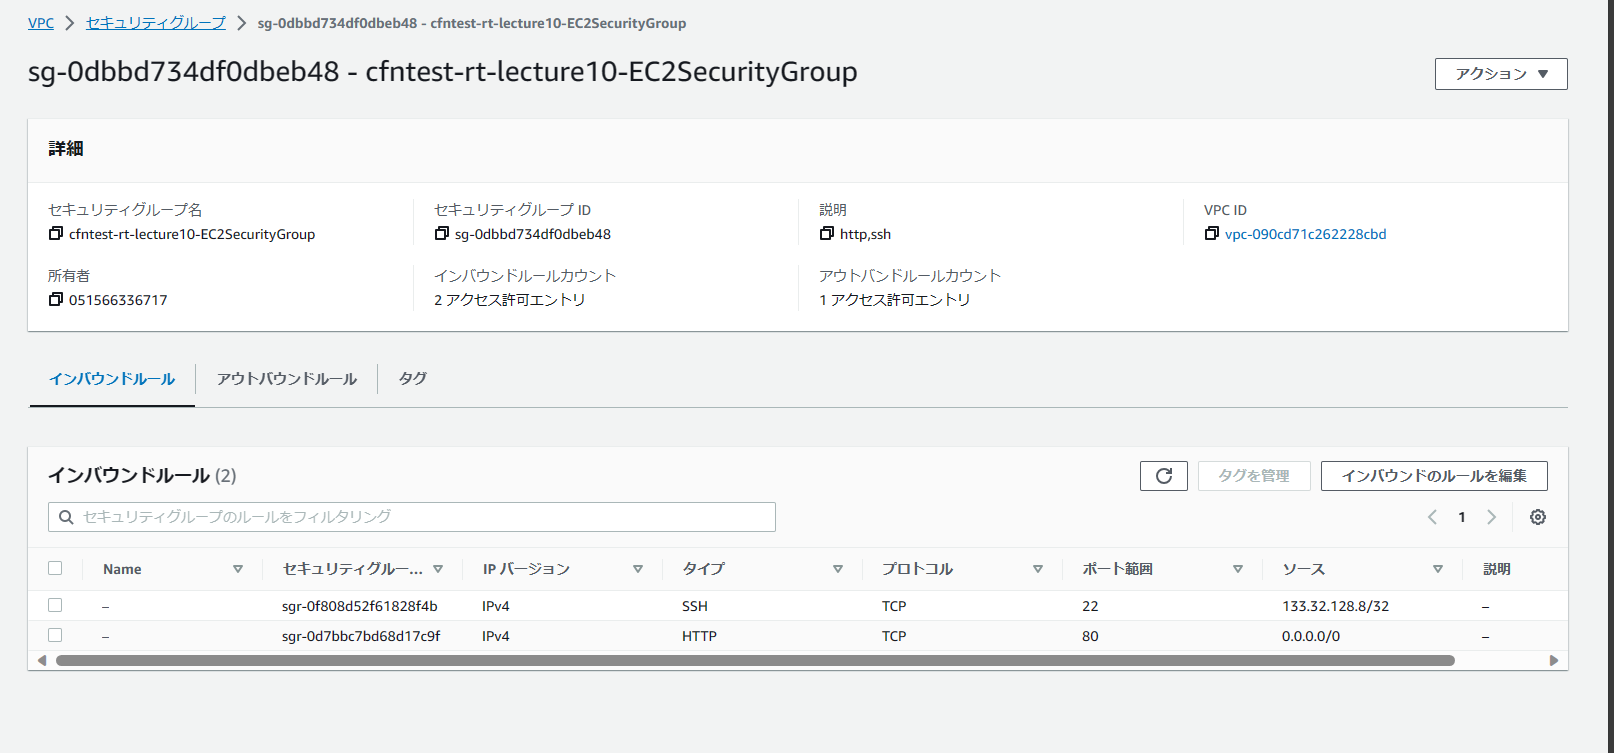 VPC > セキュリティグループ > sg-0dbbd734df0dbeb48 - cfntest-rt-lecture10-EC2SecurityGroup
sg-0dbbd734df0dbeb48 - cfntest-rt-lecture10-EC2SecurityGroup
アクション ▼
詳細
セキュリティグループ名 セキュリティグループ ID 説明 VPC ID
cfntest-rt-lecture10-EC2SecurityGroup sg-0dbbd734df0dbeb48 http,ssh vpc-090cd71c262228cbd
所有者 インバウンドルールカウント アウトバンドルールカウント
051566336717 2 アクセス許可エントリ 1 アクセス許可エントリ
インバウンドルール アウトバウンドルール タグ
インバウンドルール (2) タグを管理 インバウンドのルールを編集
セキュリティグループのルールをフィルタリング 1
Name セキュリティグルー... IP バージョン タイプ プロトコル ポート範囲 ソース 説明
– sgr-0f808d52f61828f4b IPv4 SSH TCP 22 133.32.128.8/32 –
– sgr-0d7bbc7bd68d17c9f IPv4 HTTP TCP 80 0.0.0.0/0 –